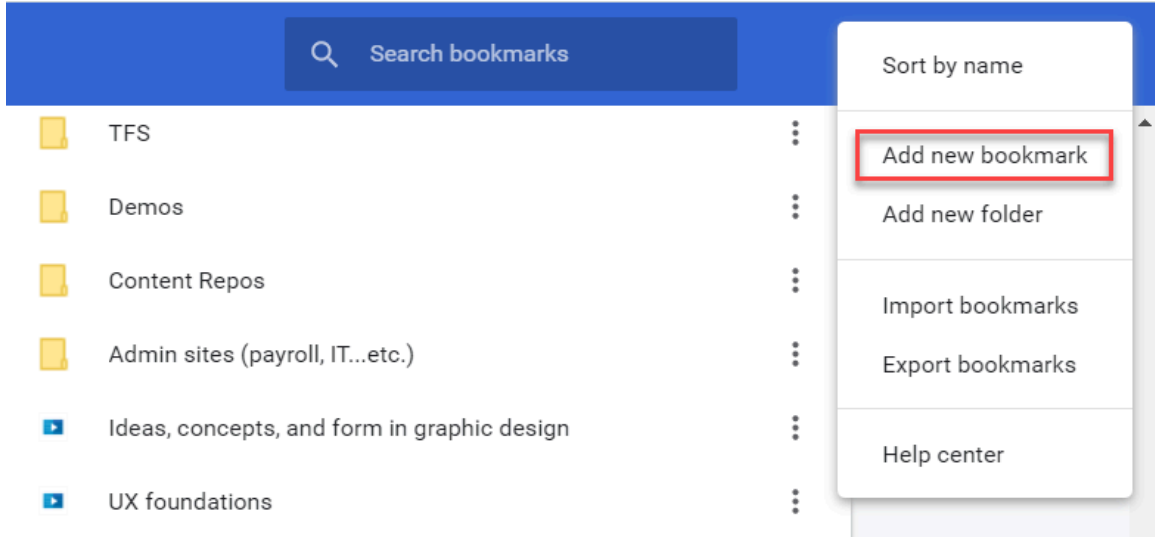 Search bookmarks
TFS
Demos
Content Repos
Admin sites (payroll, IT...etc.)
Ideas, concepts, and form in graphic design
UX foundations
Sort by name
Add new bookmark
Add new folder
Import bookmarks
Export bookmarks
Help center